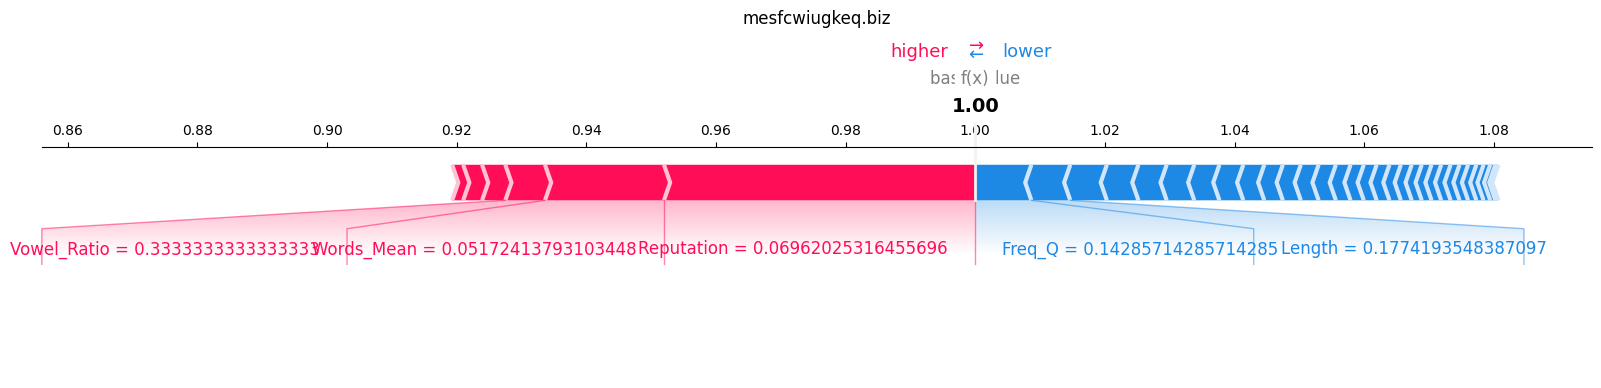 mesfcwiugkeq.biz
higher ⇄ lower
f(x)
1.00
0.86 0.88 0.90 0.92 0.94 0.96 0.98 1.00 1.02 1.04 1.06 1.08
Vowel_Ratio = 0.3333333333333333 Words_Mean = 0.05172413793103448 Reputation = 0.06962025316455696 Freq_Q = 0.14285714285714285 Length = 0.1774193548387097